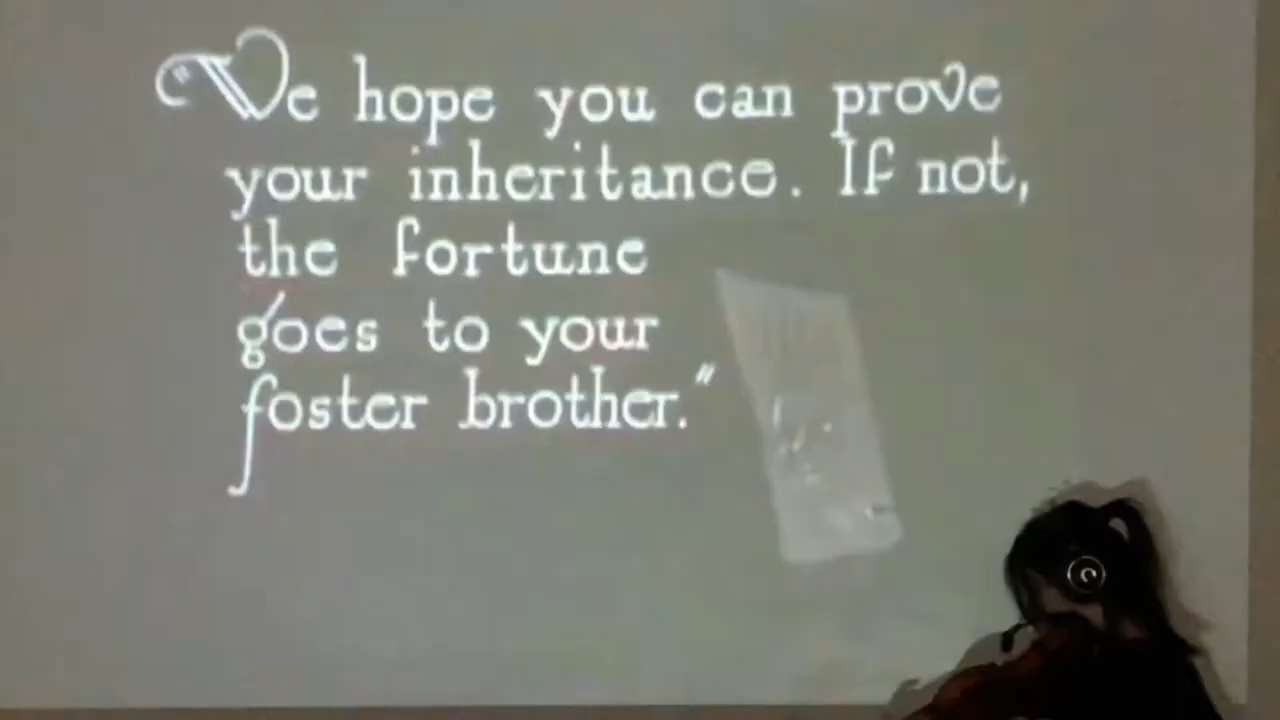 "We hope you can prove
your inheritance. If not,
the fortune
goes to your
foster brother."